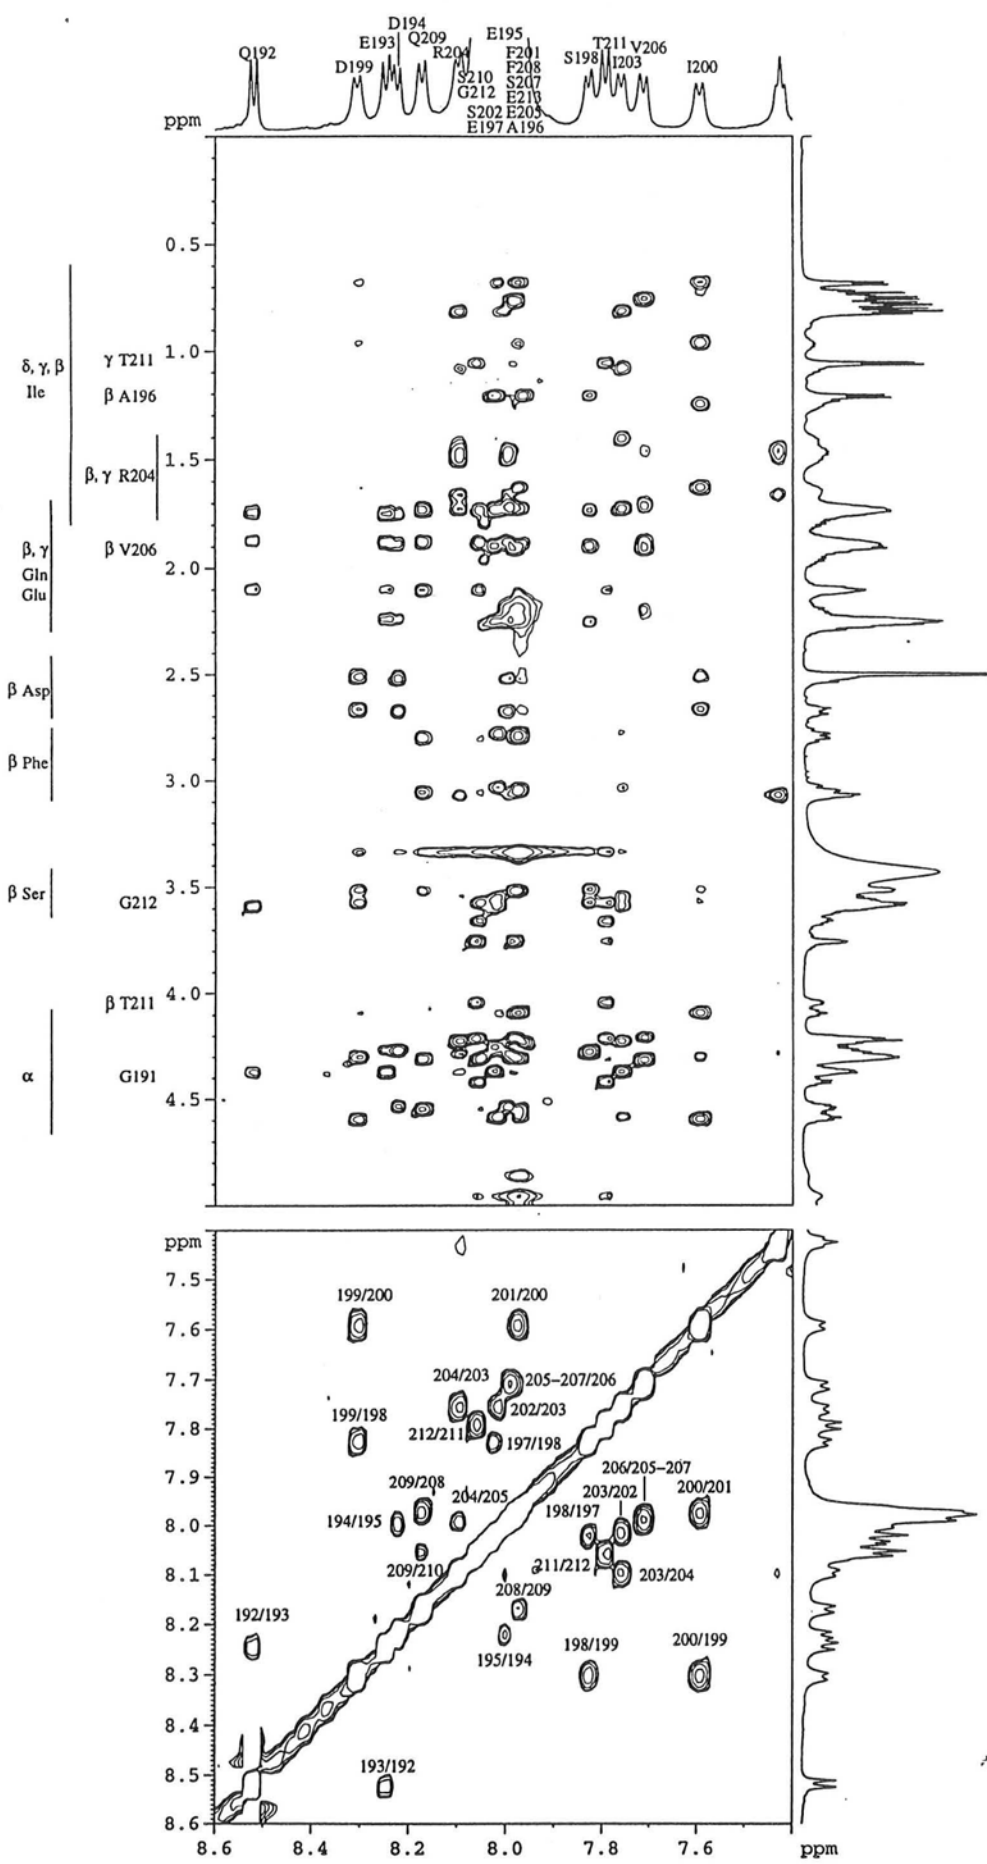 D194
E193 Q209 E195 T211
Q192 R204 F201 V206
D199 S210 F208 S198 I203 I200
G212 S207
E213
S202 E205
E197 A196
ppm
0.5
δ, γ, β γ T211 1.0
Ile β A196
1.5
β, γ R204
β, γ β V206
Gln 2.0
Glu
2.5
β Asp
β Phe
3.0
3.5
β Ser G212
4.0
β T211
α G191
4.5
ppm
7.5
199/200 201/200
7.6
204/203 205–207/206
7.7
202/203
7.8
199/198 212/211 197/198
7.9
206/205–207
209/208 203/202 200/201
204/205 198/197
8.0
194/195
209/210 211/212 203/204
8.1
208/209
192/193
8.2
195/194 198/199 200/199
8.3
8.4
193/192
8.5
8.6
8.6 8.4 8.2 8.0 7.8 7.6 ppm